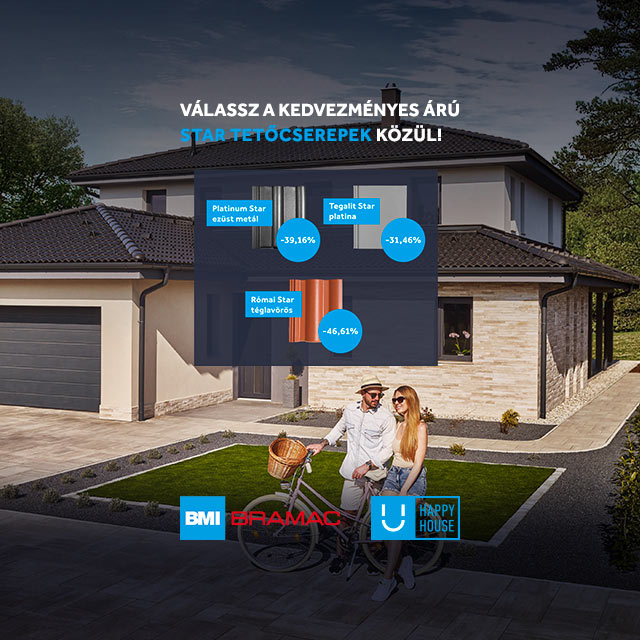 VÁLASSZ A KEDVEZMÉNYES ÁRÚ
STAR TETŐCSEREPEK KÖZÜL!
Platinum Star
ezüst metál
-39,16%
Tegalit Star
platina
-31,46%
Római Star
téglavörös
-46,61%
BMI BRAMAC
HAPPY
HOUSE